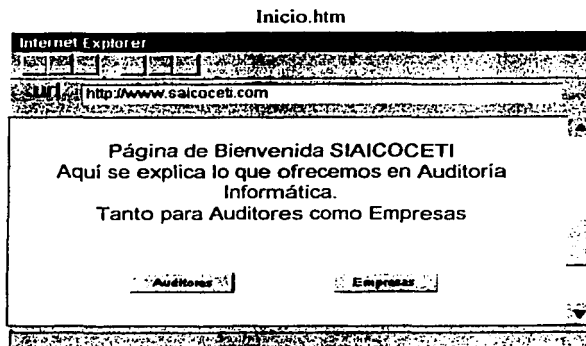 Inicio.htm
Internet Explorer
url: http://www.saicoceti.com
Página de Bienvenida SIAICOCETI
Aquí se explica lo que ofrecemos en Auditoría
Informática.
Tanto para Auditores como Empresas
Auditores Empresas